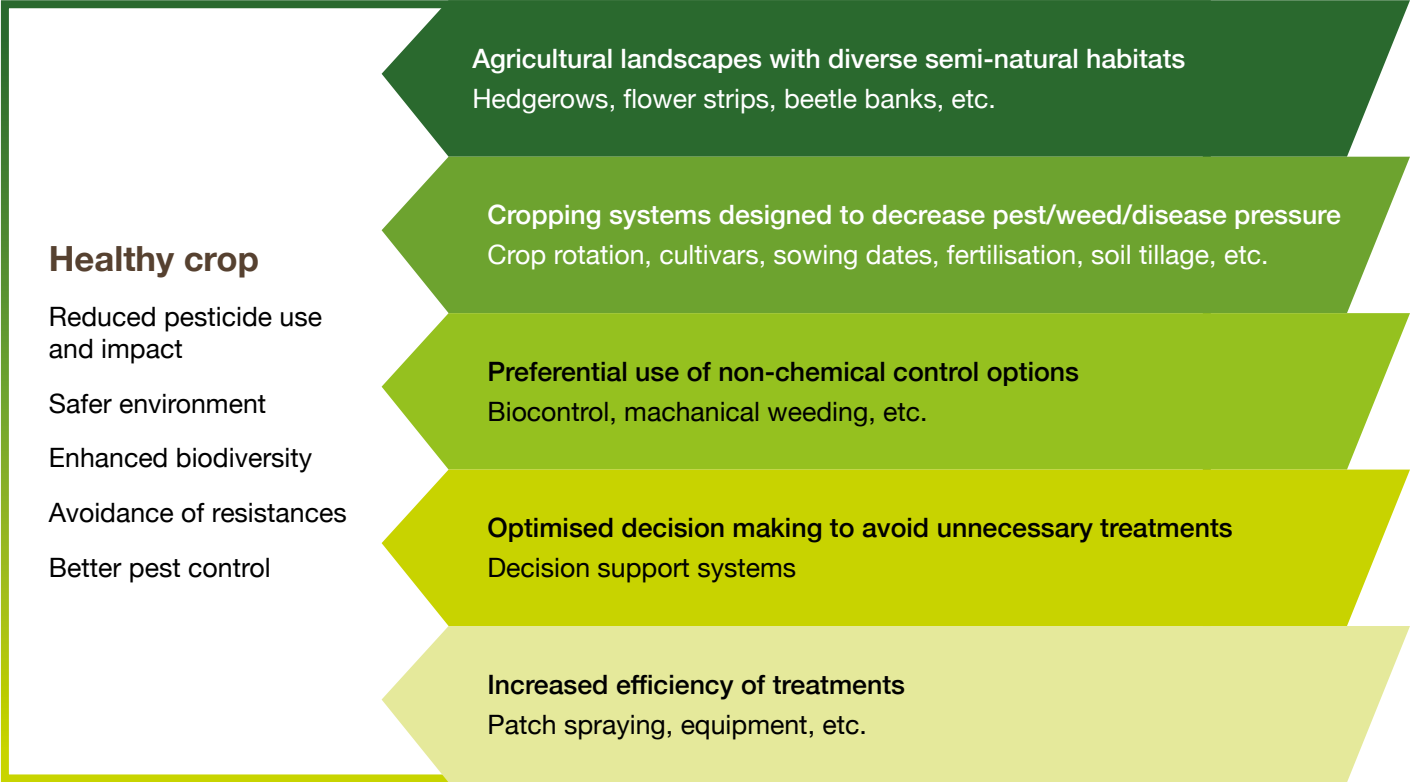 Healthy crop
Reduced pesticide use
and impact
Safer environment
Enhanced biodiversity
Avoidance of resistances
Better pest control
Agricultural landscapes with diverse semi-natural habitats
Hedgerows, flower strips, beetle banks, etc.
Cropping systems designed to decrease pest/weed/disease pressure
Crop rotation, cultivars, sowing dates, fertilisation, soil tillage, etc.
Preferential use of non-chemical control options
Biocontrol, machanical weeding, etc.
Optimised decision making to avoid unnecessary treatments
Decision support systems
Increased efficiency of treatments
Patch spraying, equipment, etc.